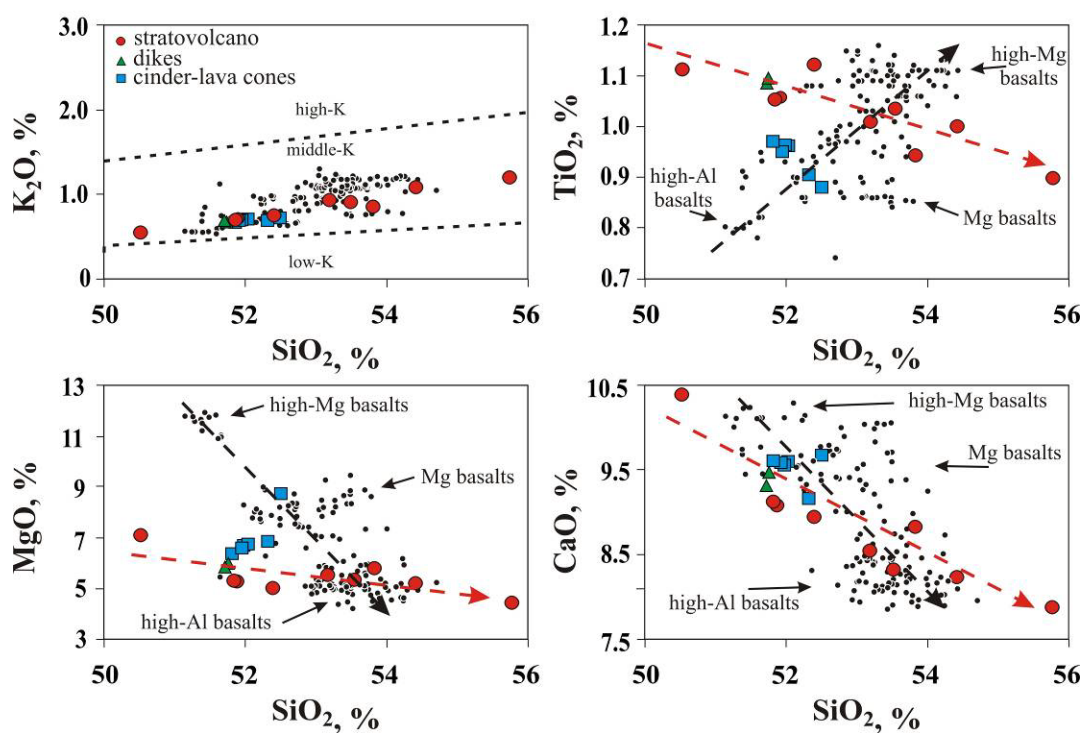 3.0
2.0
1.0
0
K₂O, %
stratovolcano
dikes
cinder-lava cones
high-K
middle-K
low-K
50 52 54 56
SiO₂, %
1.2
1.1
1.0
0.9
0.8
0.7
TiO₂, %
high-Mg
basalts
high-Al
basalts
Mg basalts
50 52 54 56
SiO₂, %
13
11
9
7
5
3
MgO, %
high-Mg basalts
Mg basalts
high-Al basalts
50 52 54 56
SiO₂, %
10.5
9.5
8.5
7.5
CaO, %
high-Mg basalts
Mg basalts
high-Al basalts
50 52 54 56
SiO₂, %